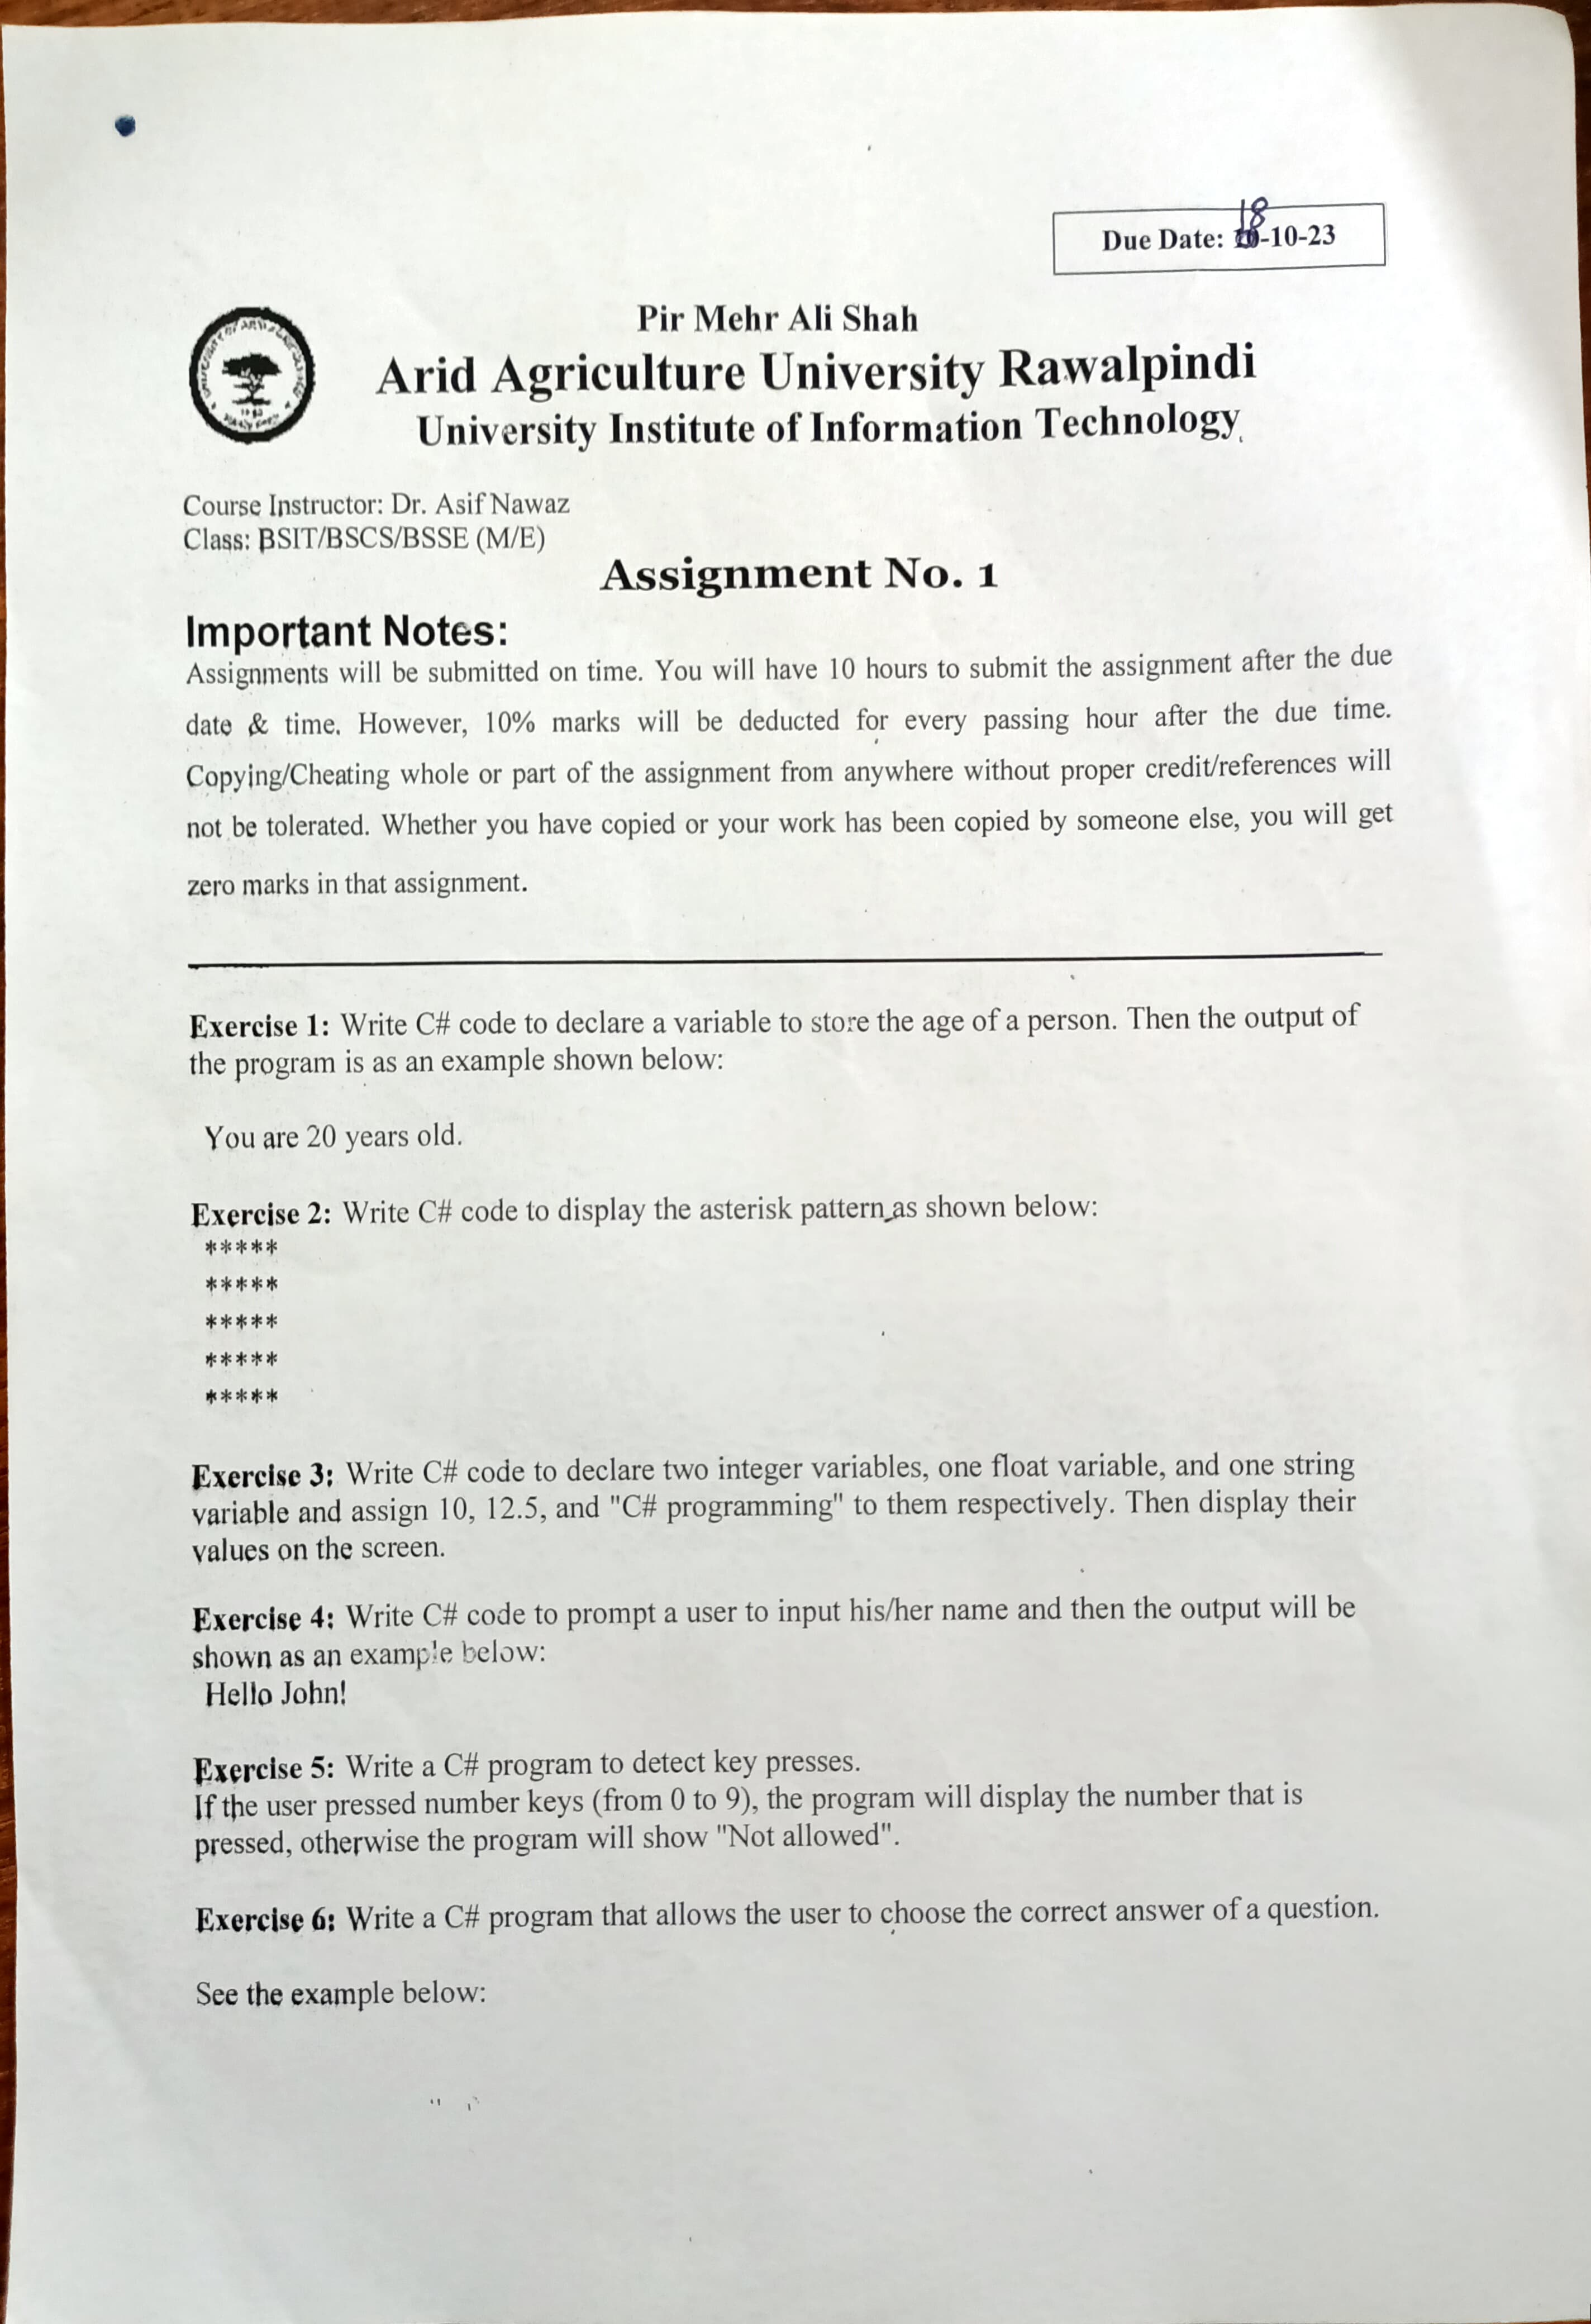 18
Due Date: -10-23
Pir Mehr Ali Shah
Arid Agriculture University Rawalpindi
University Institute of Information Technology
Course Instructor: Dr. Asif Nawaz
Class: BSIT/BSCS/BSSE (M/E)
Assignment No. 1
Important Notes:
Assignments will be submitted on time. You will have 10 hours to submit the assignment after the due
date & time. However, 10% marks will be deducted for every passing hour after the due time.
Copying/Cheating whole or part of the assignment from anywhere without proper credit/references will
not be tolerated. Whether you have copied or your work has been copied by someone else, you will get
zero marks in that assignment.
Exercise 1: Write C# code to declare a variable to store the age of a person. Then the output of
the program is as an example shown below:
You are 20 years old.
Exercise 2: Write C# code to display the asterisk pattern as shown below:
*****
*****
*****
*****
*****
Exercise 3: Write C# code to declare two integer variables, one float variable, and one string
variable and assign 10, 12.5, and "C# programming" to them respectively. Then display their
values on the screen.
Exercise 4: Write C# code to prompt a user to input his/her name and then the output will be
shown as an example below:
Hello John!
Exercise 5: Write a C# program to detect key presses.
If the user pressed number keys (from 0 to 9), the program will display the number that is
pressed, otherwise the program will show "Not allowed".
Exercise 6: Write a C# program that allows the user to choose the correct answer of a question.
See the example below: